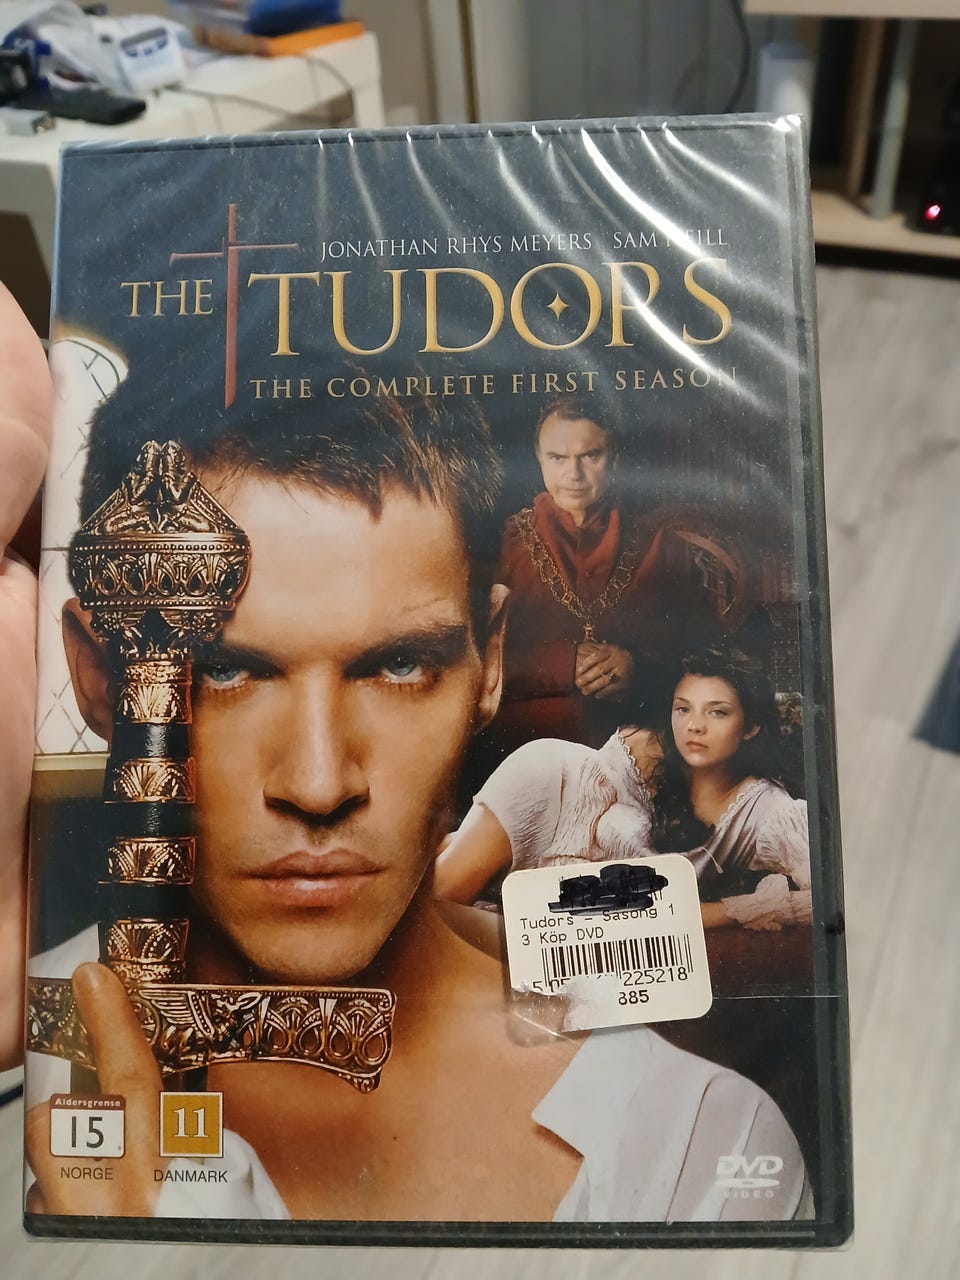 JONATHAN RHYS MEYERS SAM NEILL
THE TUDORS
THE COMPLETE FIRST SEASON
Tudors - Säsong 1
3 Köp DVD
225218
885
Aldersgrense
15
NORGE
11
DANMARK
DVD
VIDEO